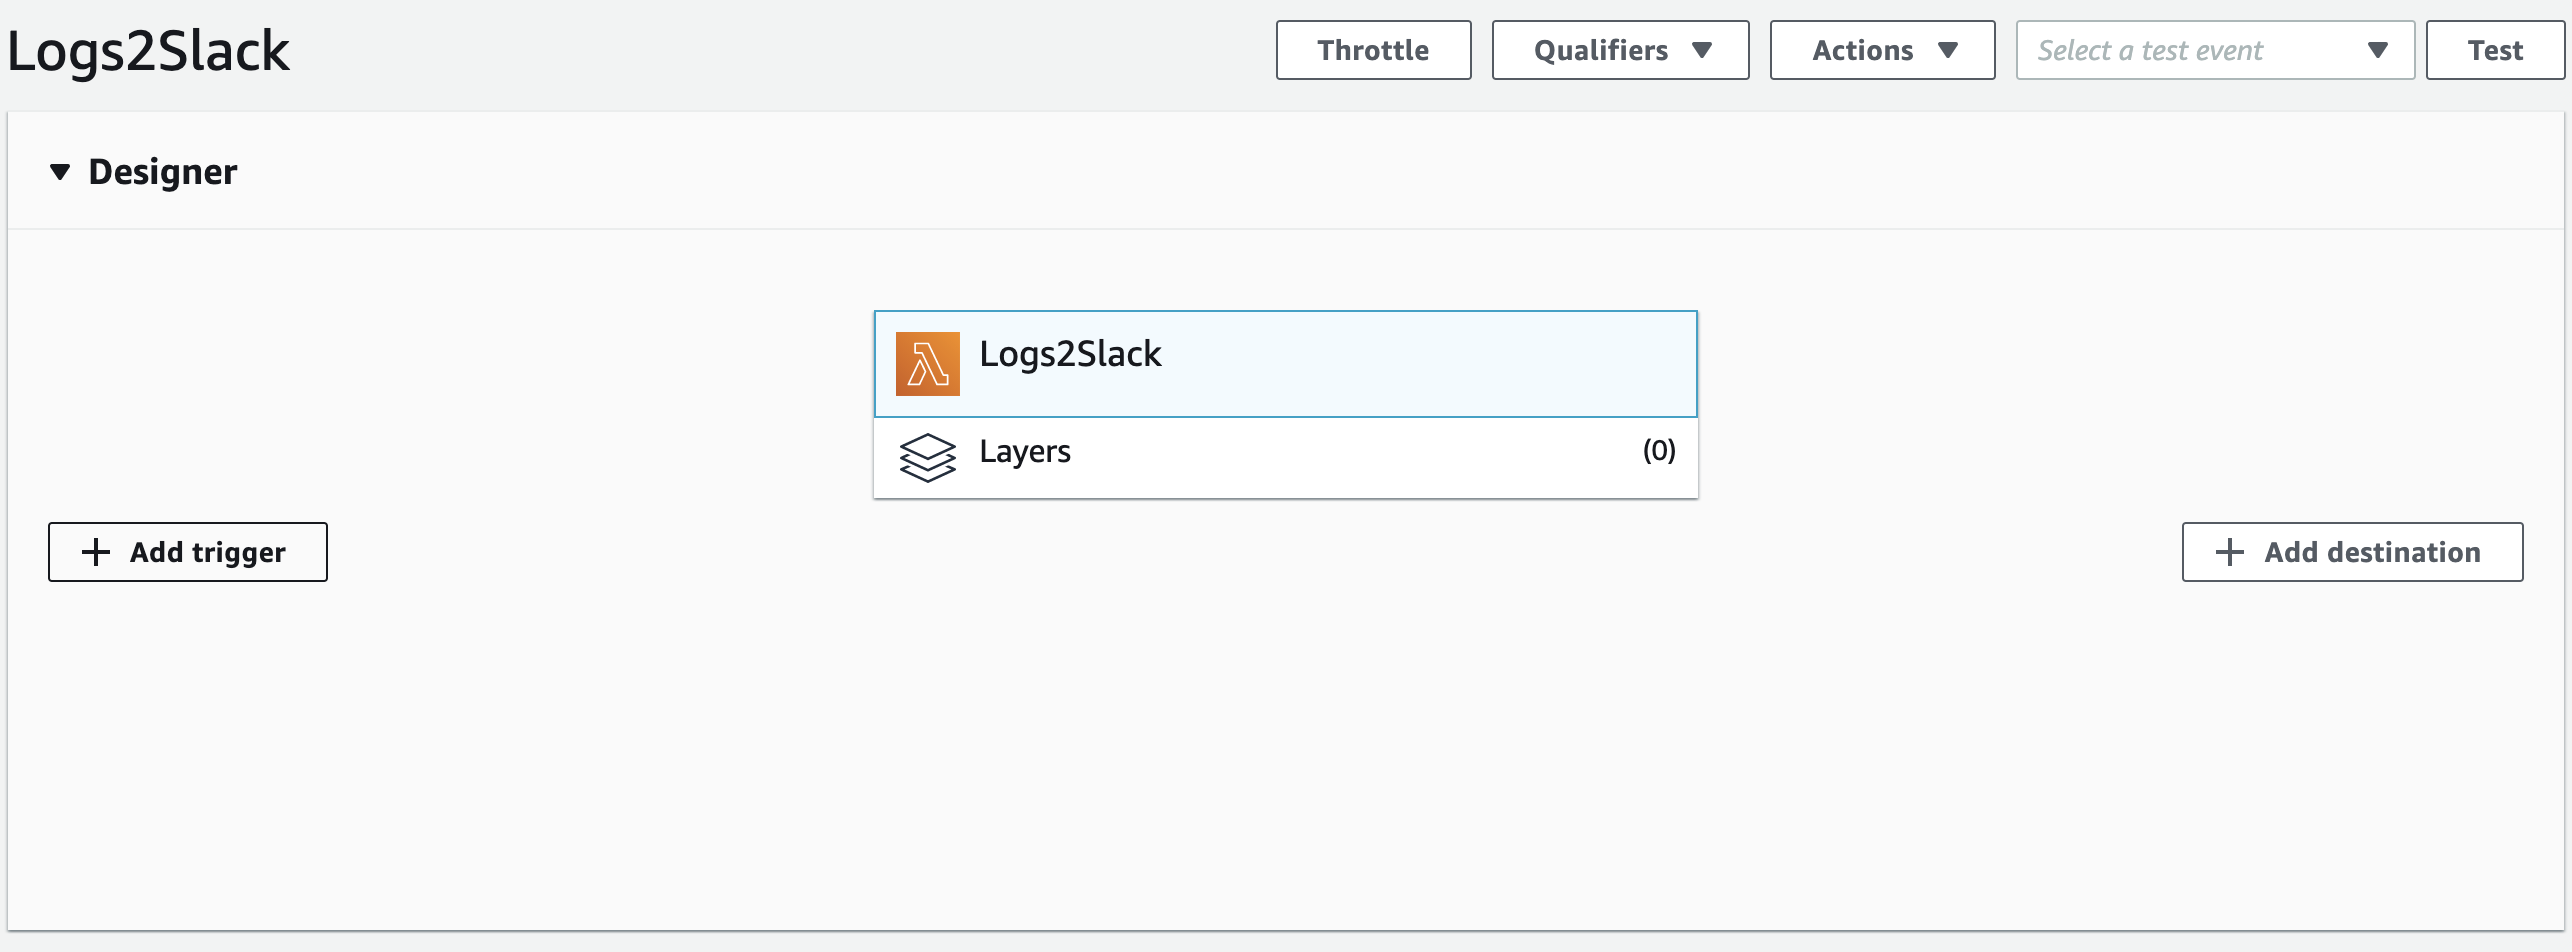 Logs2Slack
Throttle
Qualifiers
Actions
Select a test event
Test
Designer
Logs2Slack
Layers (0)
Add trigger
Add destination